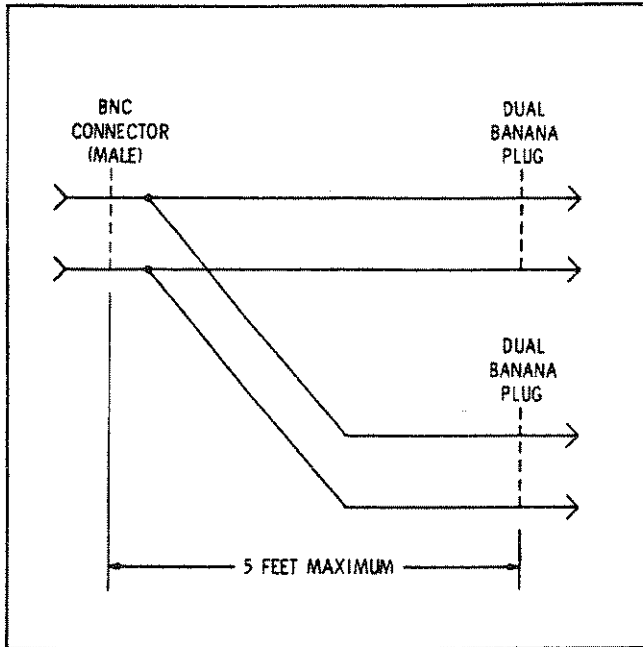 BNC
CONNECTOR
(MALE)
DUAL
BANANA
PLUG
DUAL
BANANA
PLUG
5 FEET MAXIMUM